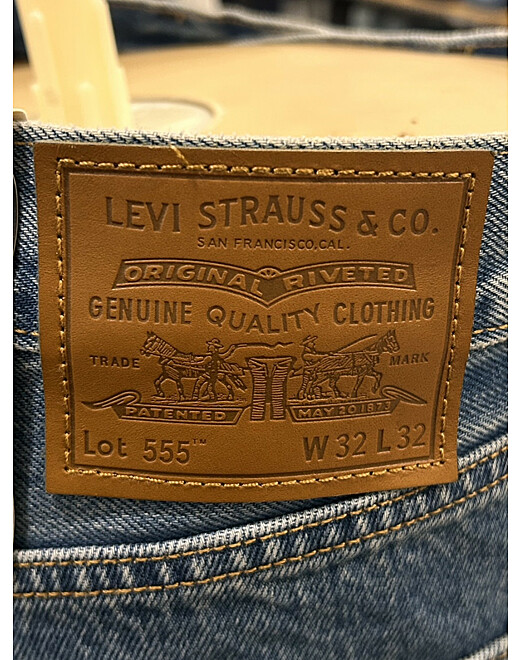 LEVI STRAUSS & CO.
SAN FRANCISCO, CAL.
ORIGINAL RIVETED
GENUINE QUALITY CLOTHING
TRADE MARK
PATENTED MAY 20 1873
Lot 555™ W 32 L 32